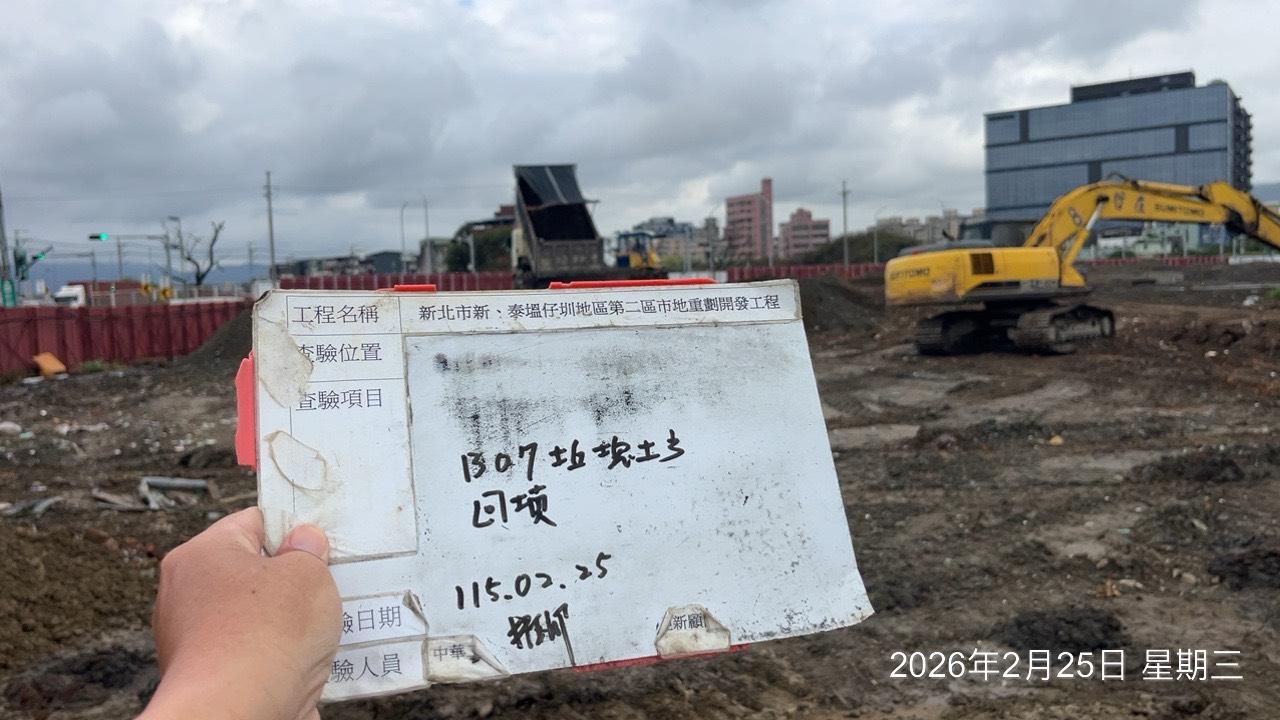 工程名稱 新北市新、泰塭仔圳地區第二區市地重劃開發工程
查驗位置
查驗項目
B07 坵塊土方
回填
115.02.25
驗日期
驗人員 中華 新願
SUMITOMO
SUMITOMO
2026年2月25日 星期三